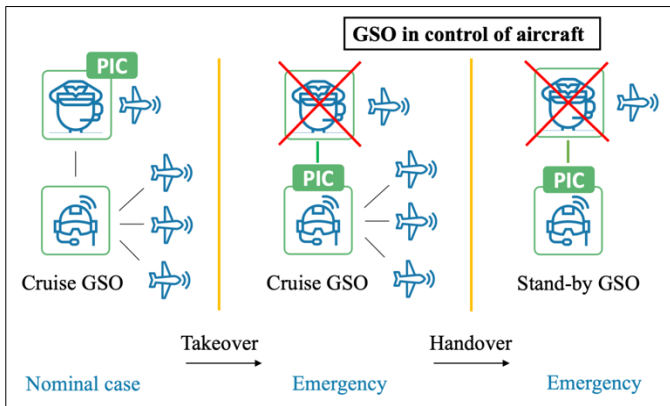 GSO in control of aircraft
PIC
PIC
PIC
Cruise GSO
Cruise GSO
Stand-by GSO
Takeover
Handover
Nominal case
Emergency
Emergency